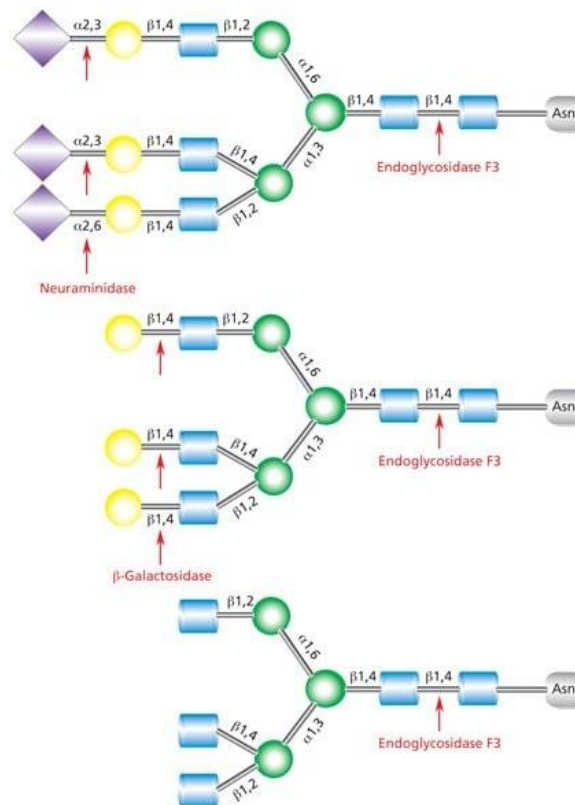 α2,3 β1,4 β1,2
α1,6
β1,4 β1,4
Asn
Endoglycosidase F3
α2,3 β1,4
β1,4
α1,3
α2,6 β1,4 β1,2
Neuraminidase
β1,4 β1,2
α1,6
β1,4 β1,4
Asn
Endoglycosidase F3
β1,4
β1,4
α1,3
β1,4 β1,2
β-Galactosidase
β1,2
α1,6
β1,4 β1,4
Asn
Endoglycosidase F3
β1,4
α1,3
β1,2